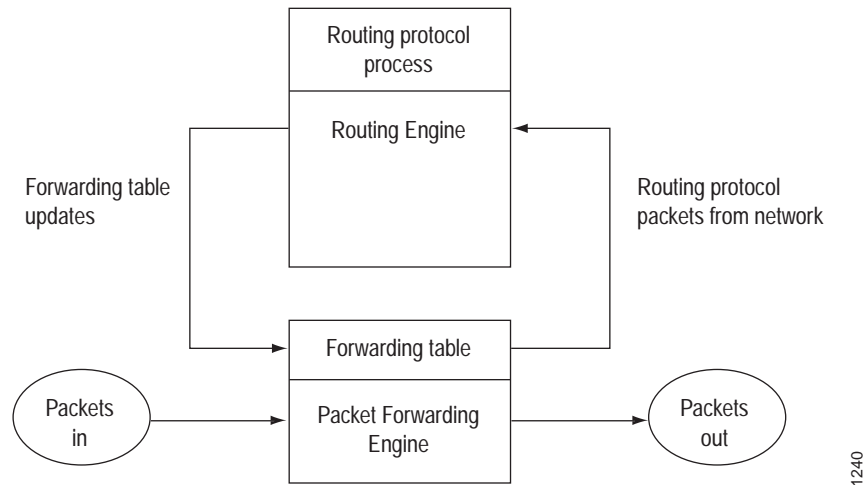 Routing protocol
process
Routing Engine
Forwarding table
updates
Routing protocol
packets from network
Forwarding table
Packets
in
Packet Forwarding
Engine
Packets
out
1240